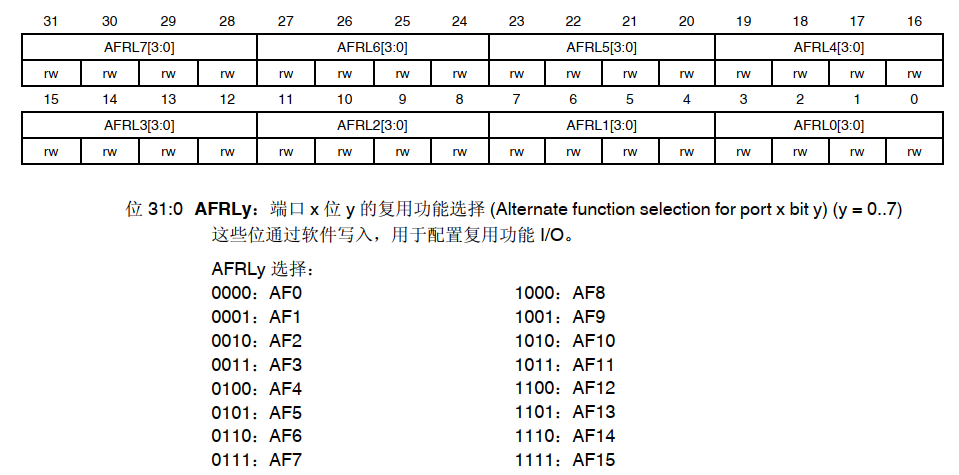 31 30 29 28 27 26 25 24 23 22 21 20 19 18 17 16
AFRL7[3:0] AFRL6[3:0] AFRL5[3:0] AFRL4[3:0]
rw rw rw rw rw rw rw rw rw rw rw rw rw rw rw rw
15 14 13 12 11 10 9 8 7 6 5 4 3 2 1 0
AFRL3[3:0] AFRL2[3:0] AFRL1[3:0] AFRL0[3:0]
rw rw rw rw rw rw rw rw rw rw rw rw rw rw rw rw
位 31:0 AFRLy：端口 x 位 y 的复用功能选择 (Alternate function selection for port x bit y) (y = 0..7)
这些位通过软件写入，用于配置复用功能 I/O。
AFRLy 选择：
0000：AF0 1000：AF8
0001：AF1 1001：AF9
0010：AF2 1010：AF10
0011：AF3 1011：AF11
0100：AF4 1100：AF12
0101：AF5 1101：AF13
0110：AF6 1110：AF14
0111：AF7 1111：AF15